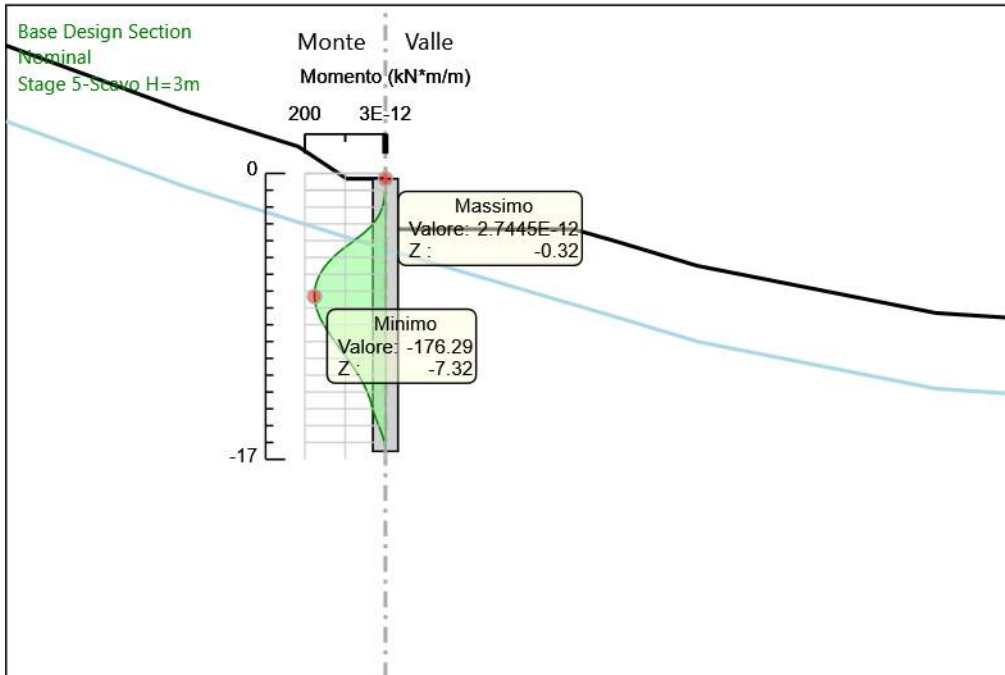 Base Design Section
Nominal
Stage 5-Scavo H=3m
Monte Valle
Momento (kN*m/m)
200 3E-12
0
Massimo
Valore: 2.7445E-12
Z : -0.32
Minimo
Valore: -176.29
Z : -7.32
-17